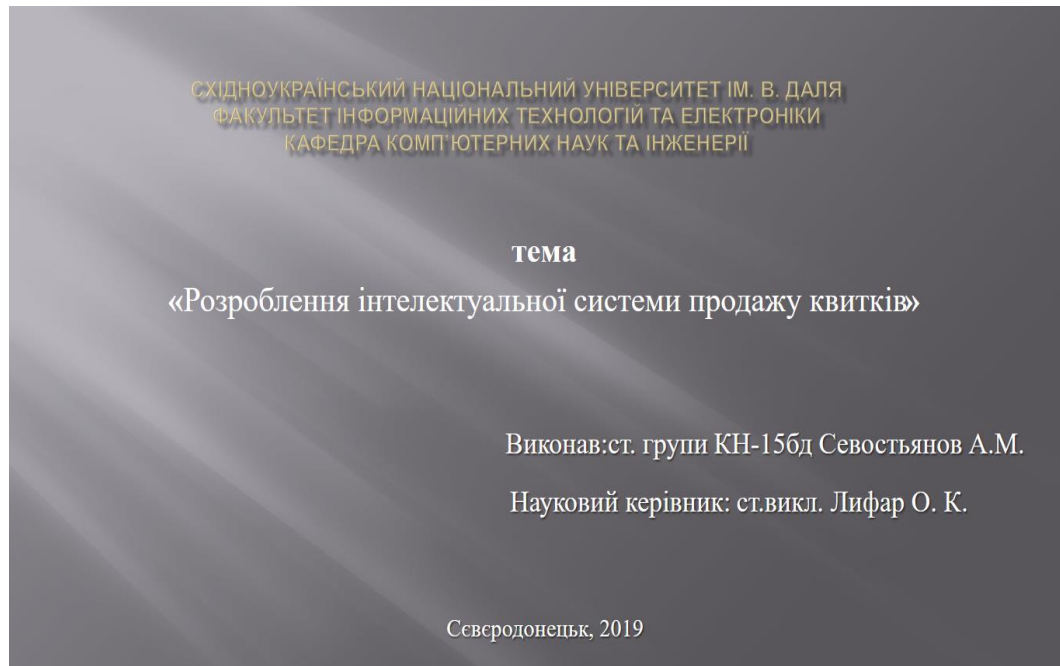 СХІДНОУКРАЇНСЬКИЙ НАЦІОНАЛЬНИЙ УНІВЕРСИТЕТ ІМ. В. ДАЛЯ
ФАКУЛЬТЕТ ІНФОРМАЦІЙНИХ ТЕХНОЛОГІЙ ТА ЕЛЕКТРОНІКИ
КАФЕДРА КОМП'ЮТЕРНИХ НАУК ТА ІНЖЕНЕРІЇ
тема
«Розроблення інтелектуальної системи продажу квитків»
Виконав:ст. групи КН-15бд Севостьянов А.М.
Науковий керівник: ст.викл. Лифар О. К.
Сєвєродонецьк, 2019